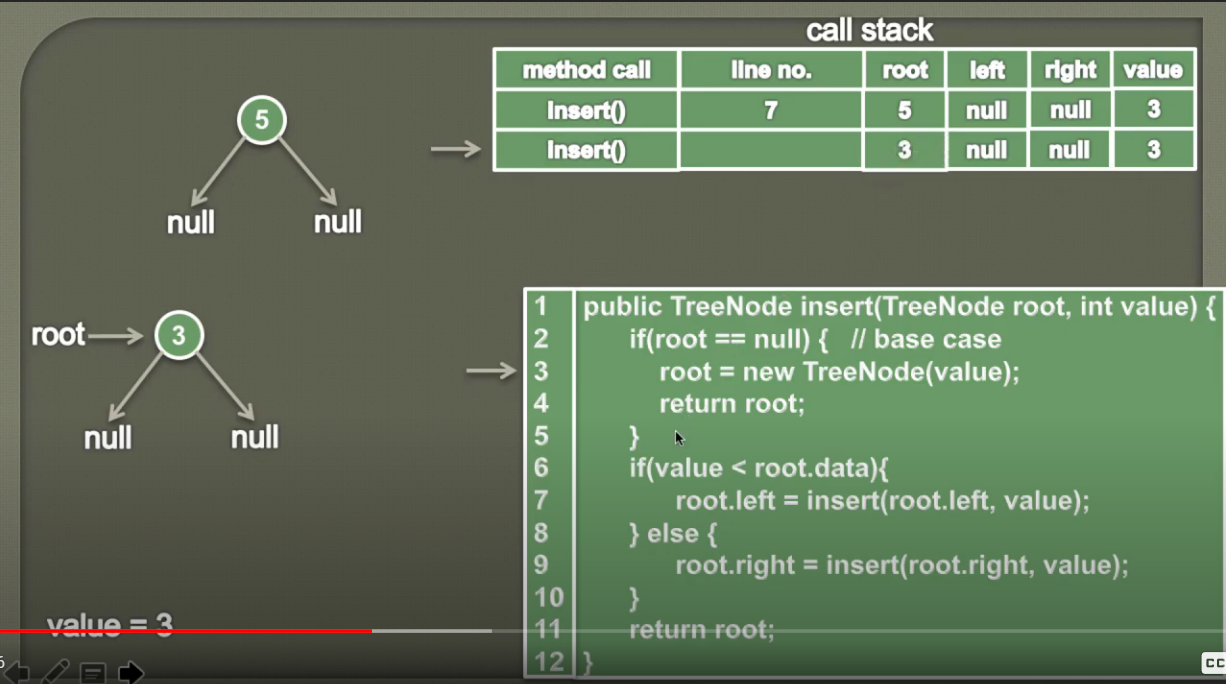 call stack
method call line no. root left right value
insert() 7 5 null null 3
insert() 3 null null 3
5
null null
root 3
null null
1 public TreeNode insert(TreeNode root, int value) {
2 if(root == null) { // base case
3 root = new TreeNode(value);
4 return root;
5 }
6 if(value < root.data){
7 root.left = insert(root.left, value);
8 } else {
9 root.right = insert(root.right, value);
10 }
11 return root;
12 }
value = 3
CC